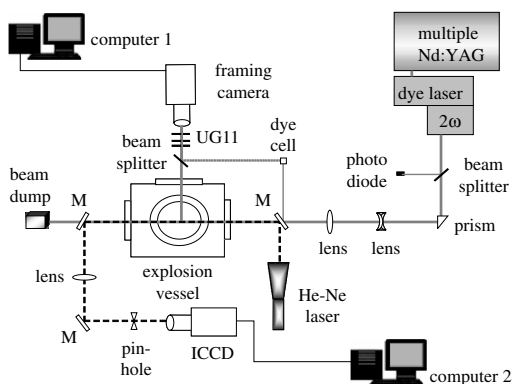 computer 1
multiple
Nd:YAG
framing
camera
dye laser
2ω
UG11
beam
splitter
dye
cell
photo
diode
beam
splitter
beam
dump
M
M
prism
lens
lens
lens
explosion
vessel
He-Ne
laser
M
pin-
hole
ICCD
computer 2